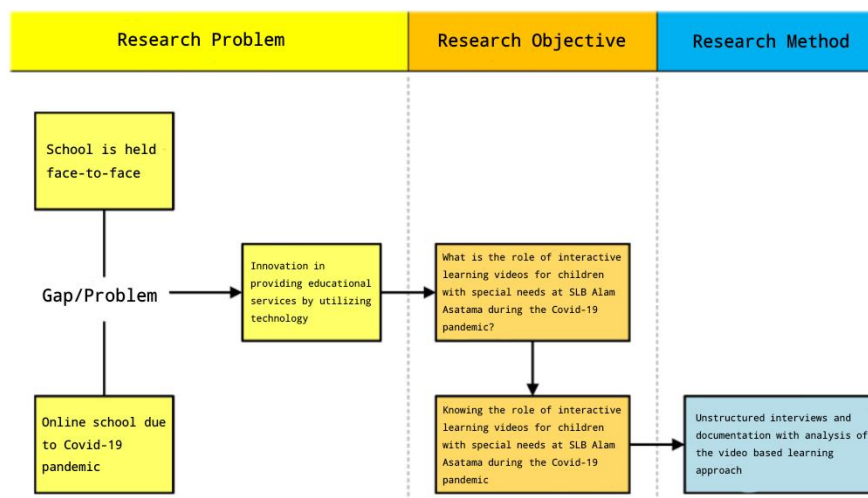 Research Problem
Research Objective
Research Method
School is held
face-to-face
Gap/Problem
Online school due
to Covid-19
pandemic
Innovation in
providing educational
services by utilizing
technology
What is the role of interactive
learning videos for children
with special needs at SLB Alam
Asatama during the Covid-19
pandemic?
Knowing the role of interactive
learning videos for children
with special needs at SLB Alam
Asatama during the Covid-19
pandemic
Unstructured interviews and
documentation with analysis of
the video based learning
approach